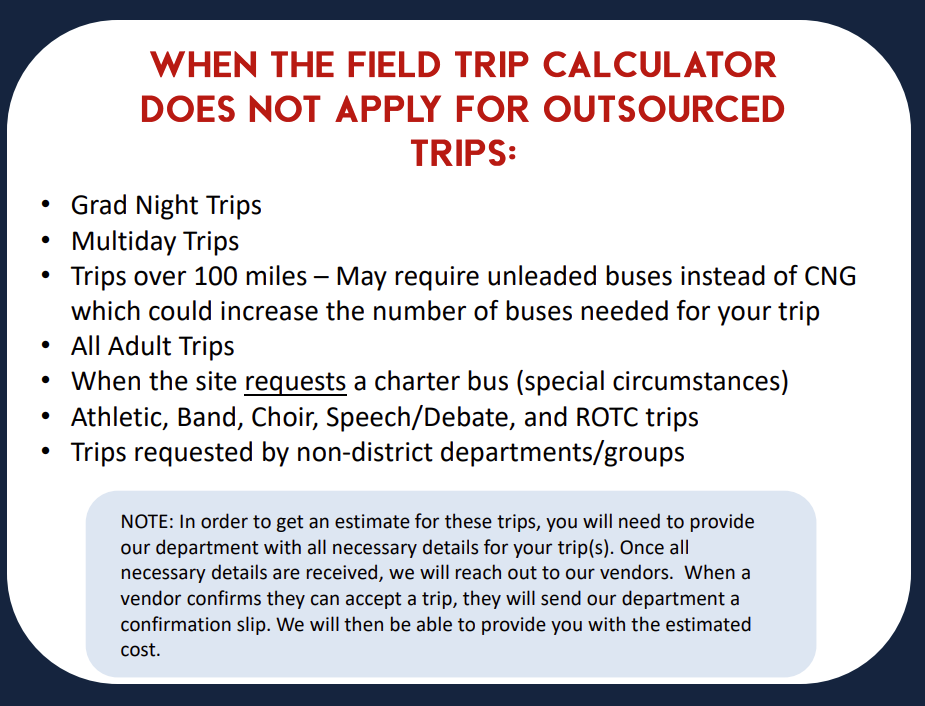 WHEN THE FIELD TRIP CALCULATOR
DOES NOT APPLY FOR OUTSOURCED
TRIPS:
• Grad Night Trips
• Multiday Trips
• Trips over 100 miles – May require unleaded buses instead of CNG
which could increase the number of buses needed for your trip
• All Adult Trips
• When the site requests a charter bus (special circumstances)
• Athletic, Band, Choir, Speech/Debate, and ROTC trips
• Trips requested by non-district departments/groups
NOTE: In order to get an estimate for these trips, you will need to provide
our department with all necessary details for your trip(s). Once all
necessary details are received, we will reach out to our vendors.  When a
vendor confirms they can accept a trip, they will send our department a
confirmation slip. We will then be able to provide you with the estimated
cost.